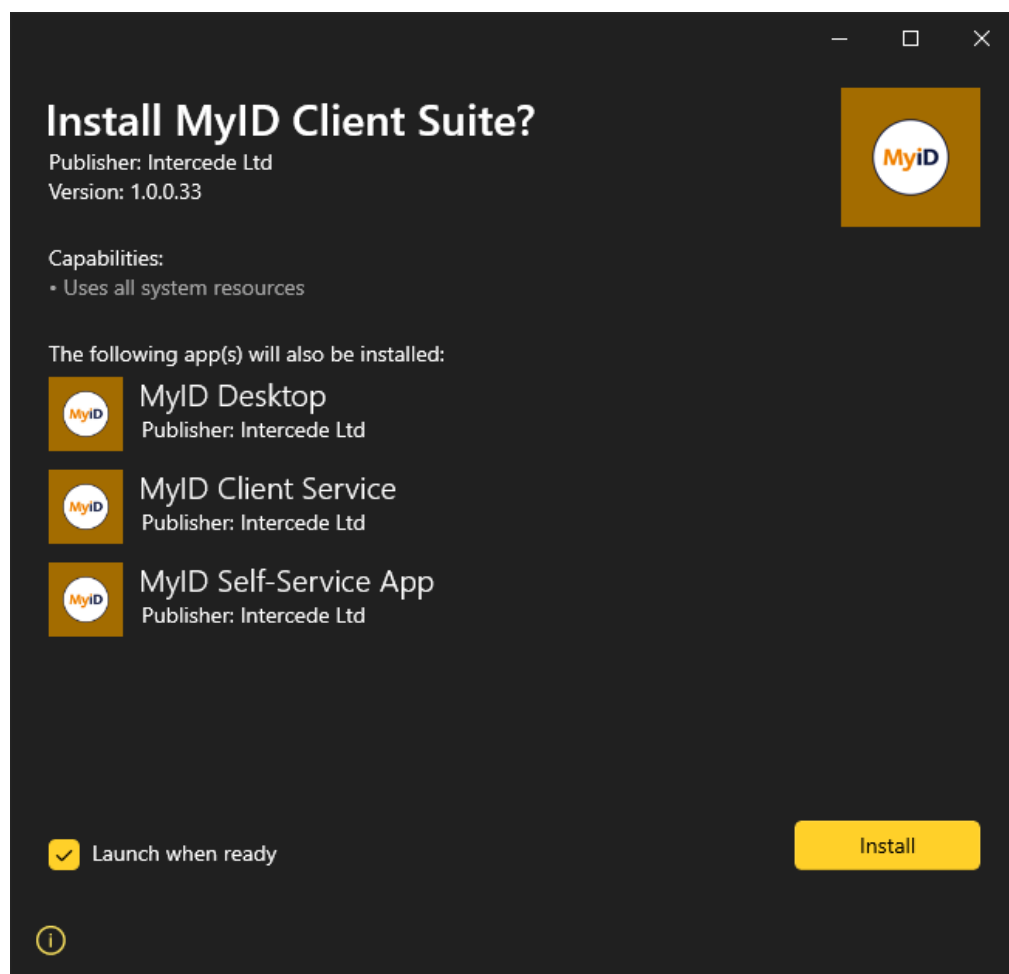 Install MyID Client Suite?
Publisher: Intercede Ltd
Version: 1.0.0.33
MyiD
Capabilities:
• Uses all system resources
The following app(s) will also be installed:
MyiD
MyID Desktop
Publisher: Intercede Ltd
MyiD
MyID Client Service
Publisher: Intercede Ltd
MyiD
MyID Self-Service App
Publisher: Intercede Ltd
Launch when ready
Install